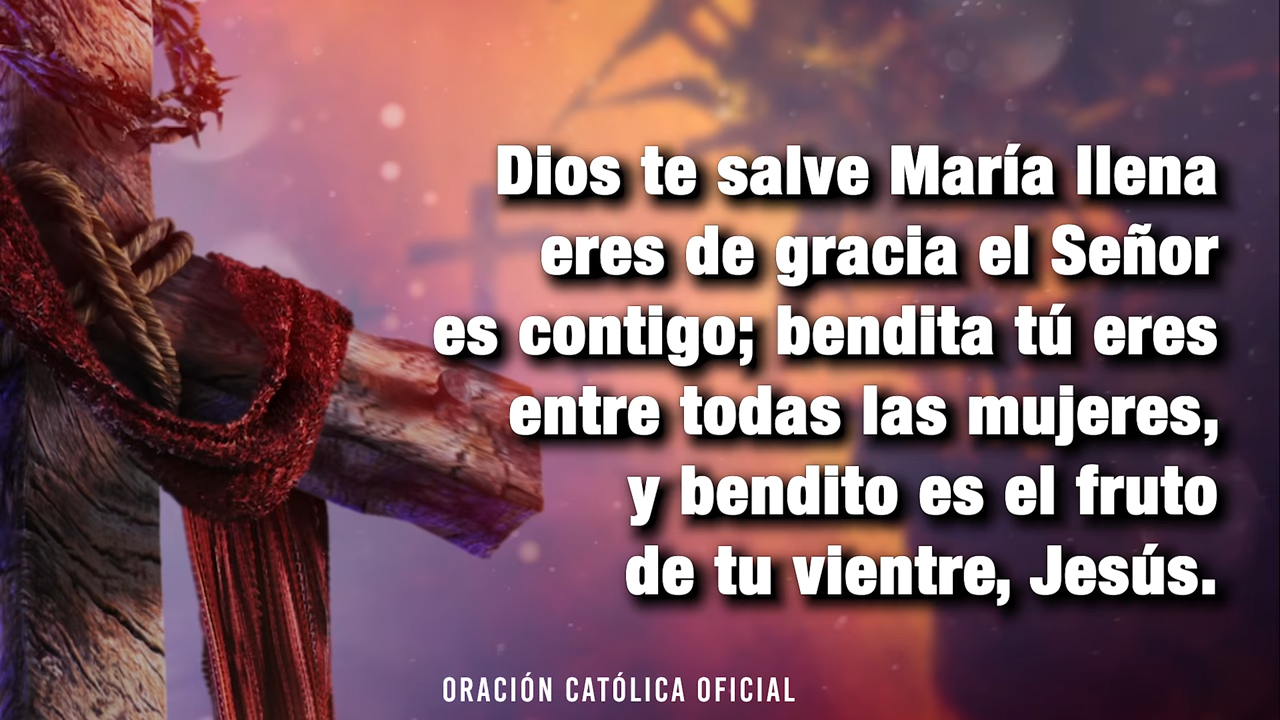 Dios te salve María llena
eres de gracia el Señor
es contigo; bendita tú eres
entre todas las mujeres,
y bendito es el fruto
de tu vientre, Jesús.
ORACIÓN CATÓLICA OFICIAL